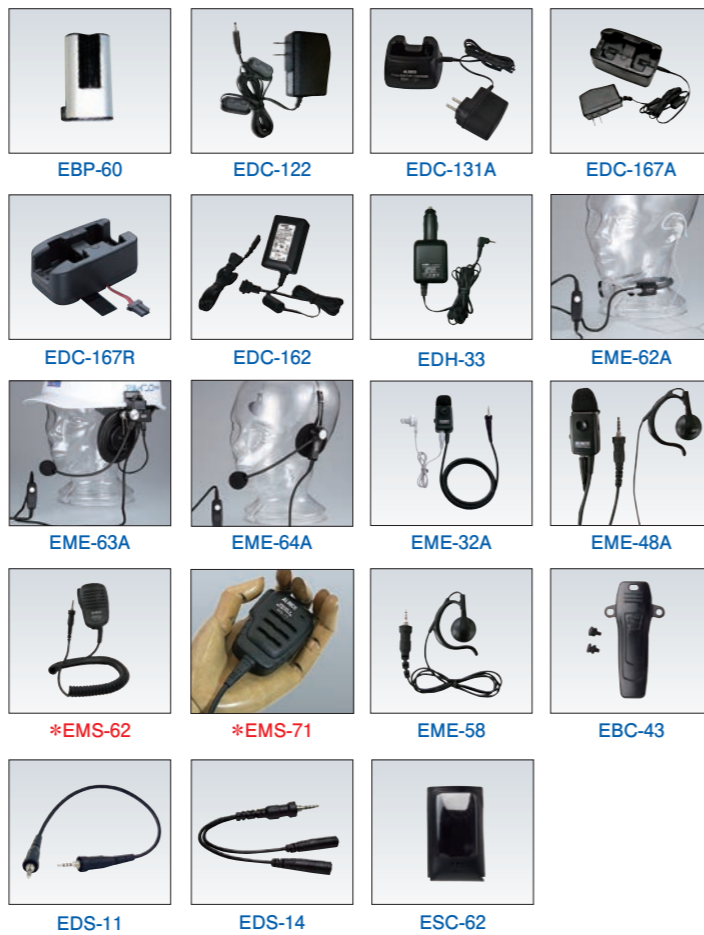 EBP-60
EDC-122
EDC-131A
EDC-167A
EDC-167R
EDC-162
EDH-33
EME-62A
EME-63A
EME-64A
EME-32A
EME-48A
*EMS-62
*EMS-71
EME-58
EBC-43
EDS-11
EDS-14
ESC-62